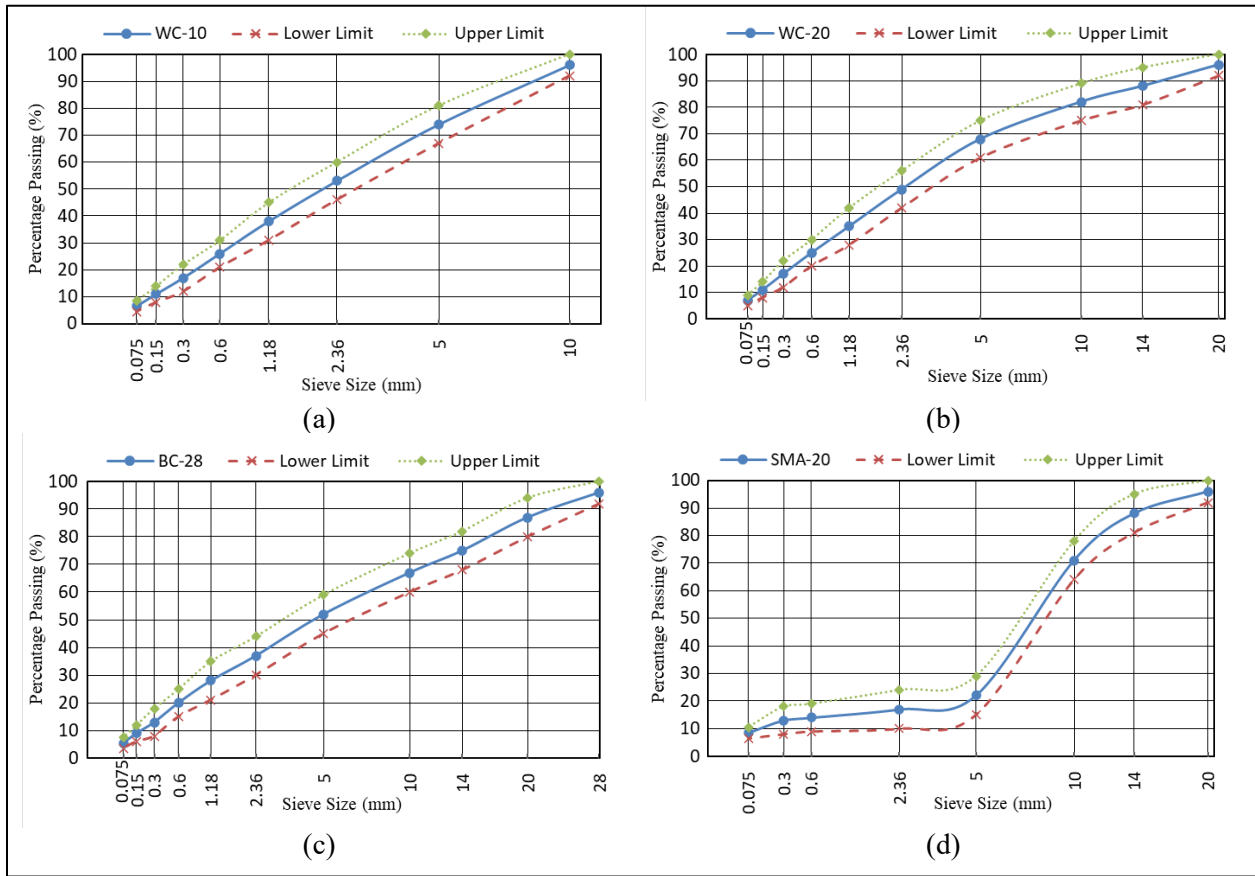 WC-10 Lower Limit Upper Limit
Percentage Passing (%)
100
90
80
70
60
50
40
30
20
10
0
0.075 0.15 0.3 0.6 1.18 2.36 5 10
Sieve Size (mm)
(a)
WC-20 Lower Limit Upper Limit
Percentage Passing (%)
100
90
80
70
60
50
40
30
20
10
0
0.075 0.15 0.3 0.6 1.18 2.36 5 10 14 20
Sieve Size (mm)
(b)
BC-28 Lower Limit Upper Limit
Percentage Passing (%)
100
90
80
70
60
50
40
30
20
10
0
0.075 0.15 0.3 0.6 1.18 2.36 5 10 14 20 28
Sieve Size (mm)
(c)
SMA-20 Lower Limit Upper Limit
Percentage Passing (%)
100
90
80
70
60
50
40
30
20
10
0
0.075 0.3 0.6 2.36 5 10 14 20
Sieve Size (mm)
(d)